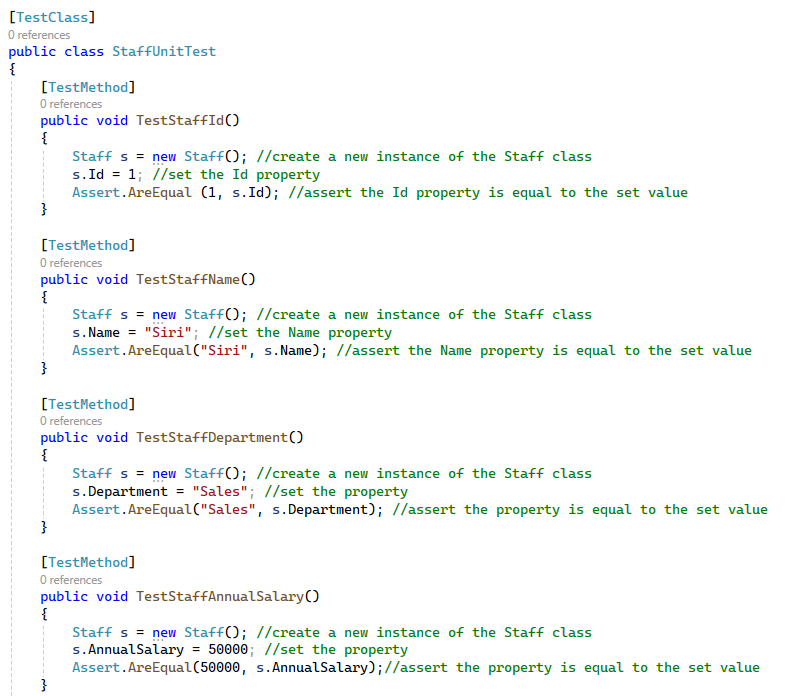 [TestClass]
0 references
public class StaffUnitTest
{
[TestMethod]
0 references
public void TestStaffId()
{
Staff s = new Staff(); //create a new instance of the Staff class
s.Id = 1; //set the Id property
Assert.AreEqual (1, s.Id); //assert the Id property is equal to the set value
}
[TestMethod]
0 references
public void TestStaffName()
{
Staff s = new Staff(); //create a new instance of the Staff class
s.Name = "Siri"; //set the Name property
Assert.AreEqual("Siri", s.Name); //assert the Name property is equal to the set value
}
[TestMethod]
0 references
public void TestStaffDepartment()
{
Staff s = new Staff(); //create a new instance of the Staff class
s.Department = "Sales"; //set the property
Assert.AreEqual("Sales", s.Department); //assert the property is equal to the set value
}
[TestMethod]
0 references
public void TestStaffAnnualSalary()
{
Staff s = new Staff(); //create a new instance of the Staff class
s.AnnualSalary = 50000; //set the property
Assert.AreEqual(50000, s.AnnualSalary);//assert the property is equal to the set value
}